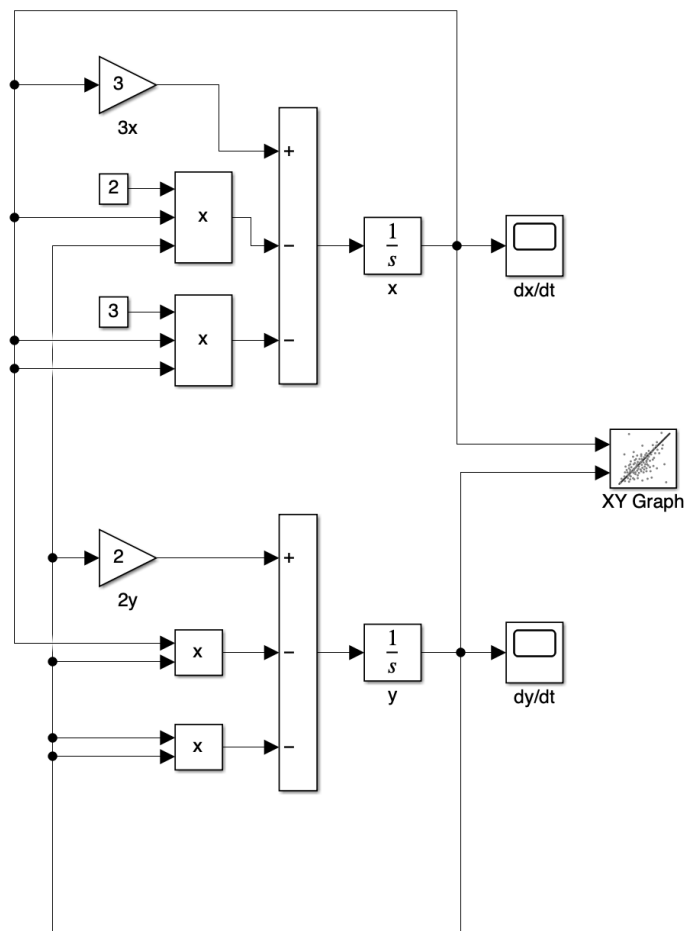 3
3x
+
2
x
−
1
s
x
dx/dt
3
x
−
XY Graph
2
2y
+
x
−
1
s
y
dy/dt
x
−